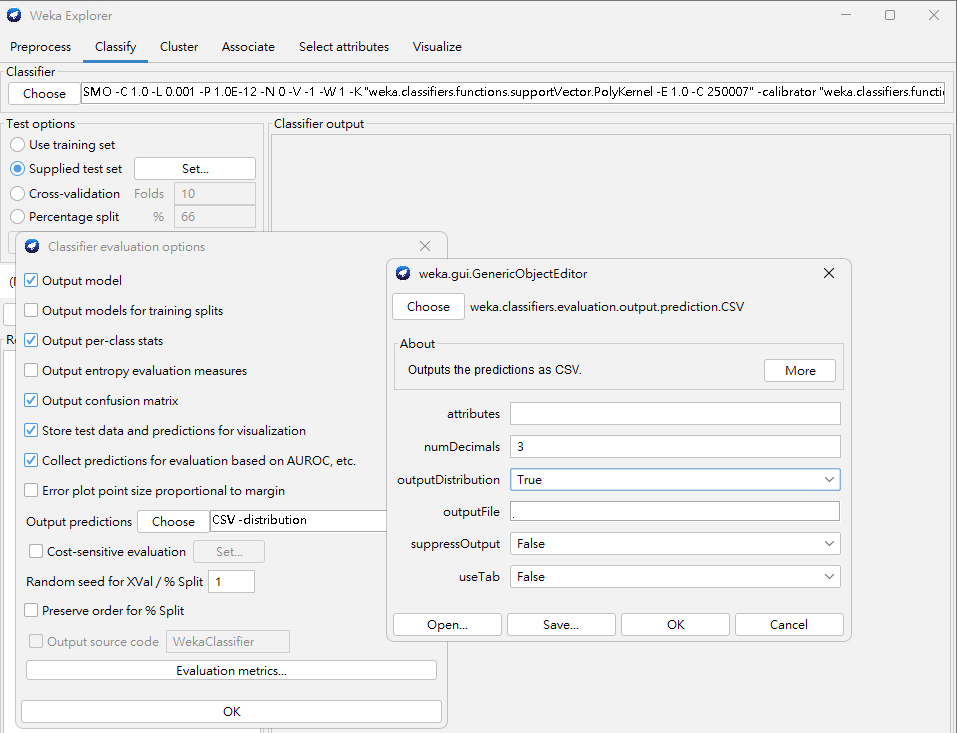 Weka Explorer
Preprocess Classify Cluster Associate Select attributes Visualize
Classifier
Choose SMO -C 1.0 -L 0.001 -P 1.0E-12 -N 0 -V -1 -W 1 -K "weka.classifiers.functions.supportVector.PolyKernel -E 1.0 -C 250007" -calibrator "weka.classifiers.functi
Test options
Use training set
Supplied test set Set...
Cross-validation Folds 10
Percentage split % 66
Classifier output
Classifier evaluation options
Output model
Output models for training splits
Output per-class stats
Output entropy evaluation measures
Output confusion matrix
Store test data and predictions for visualization
Collect predictions for evaluation based on AUROC, etc.
Error plot point size proportional to margin
Output predictions Choose CSV -distribution
Cost-sensitive evaluation Set...
Random seed for XVal / % Split 1
Preserve order for % Split
Output source code WekaClassifier
Evaluation metrics...
OK
weka.gui.GenericObjectEditor
Choose weka.classifiers.evaluation.output.prediction.CSV
About
Outputs the predictions as CSV.
More
attributes
numDecimals 3
outputDistribution True
outputFile .
suppressOutput False
useTab False
Open... Save... OK Cancel